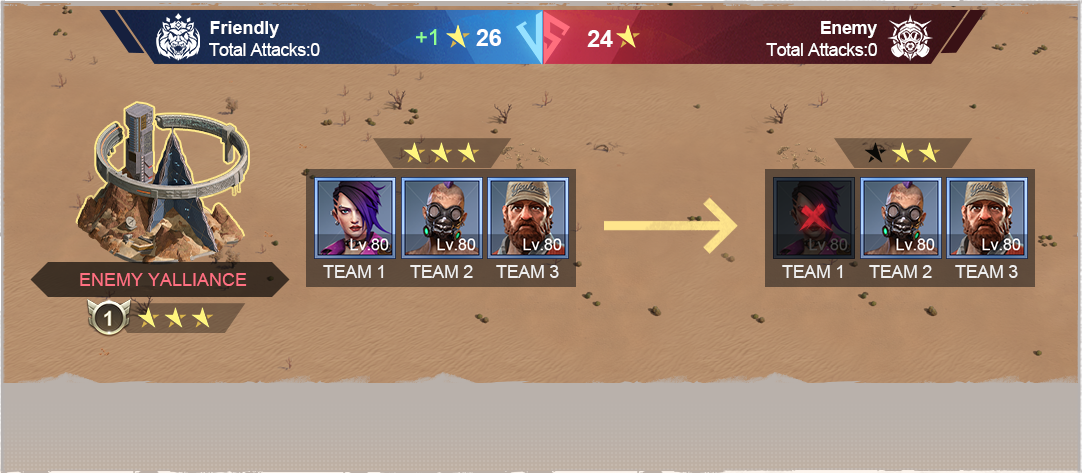 Friendly
Total Attacks:0
+1 26
24
Enemy
Total Attacks:0
Lv.80 Lv.80 Lv.80
TEAM 1 TEAM 2 TEAM 3
Lv.80 Lv.80 Lv.80
TEAM 1 TEAM 2 TEAM 3
ENEMY YALLIANCE
1